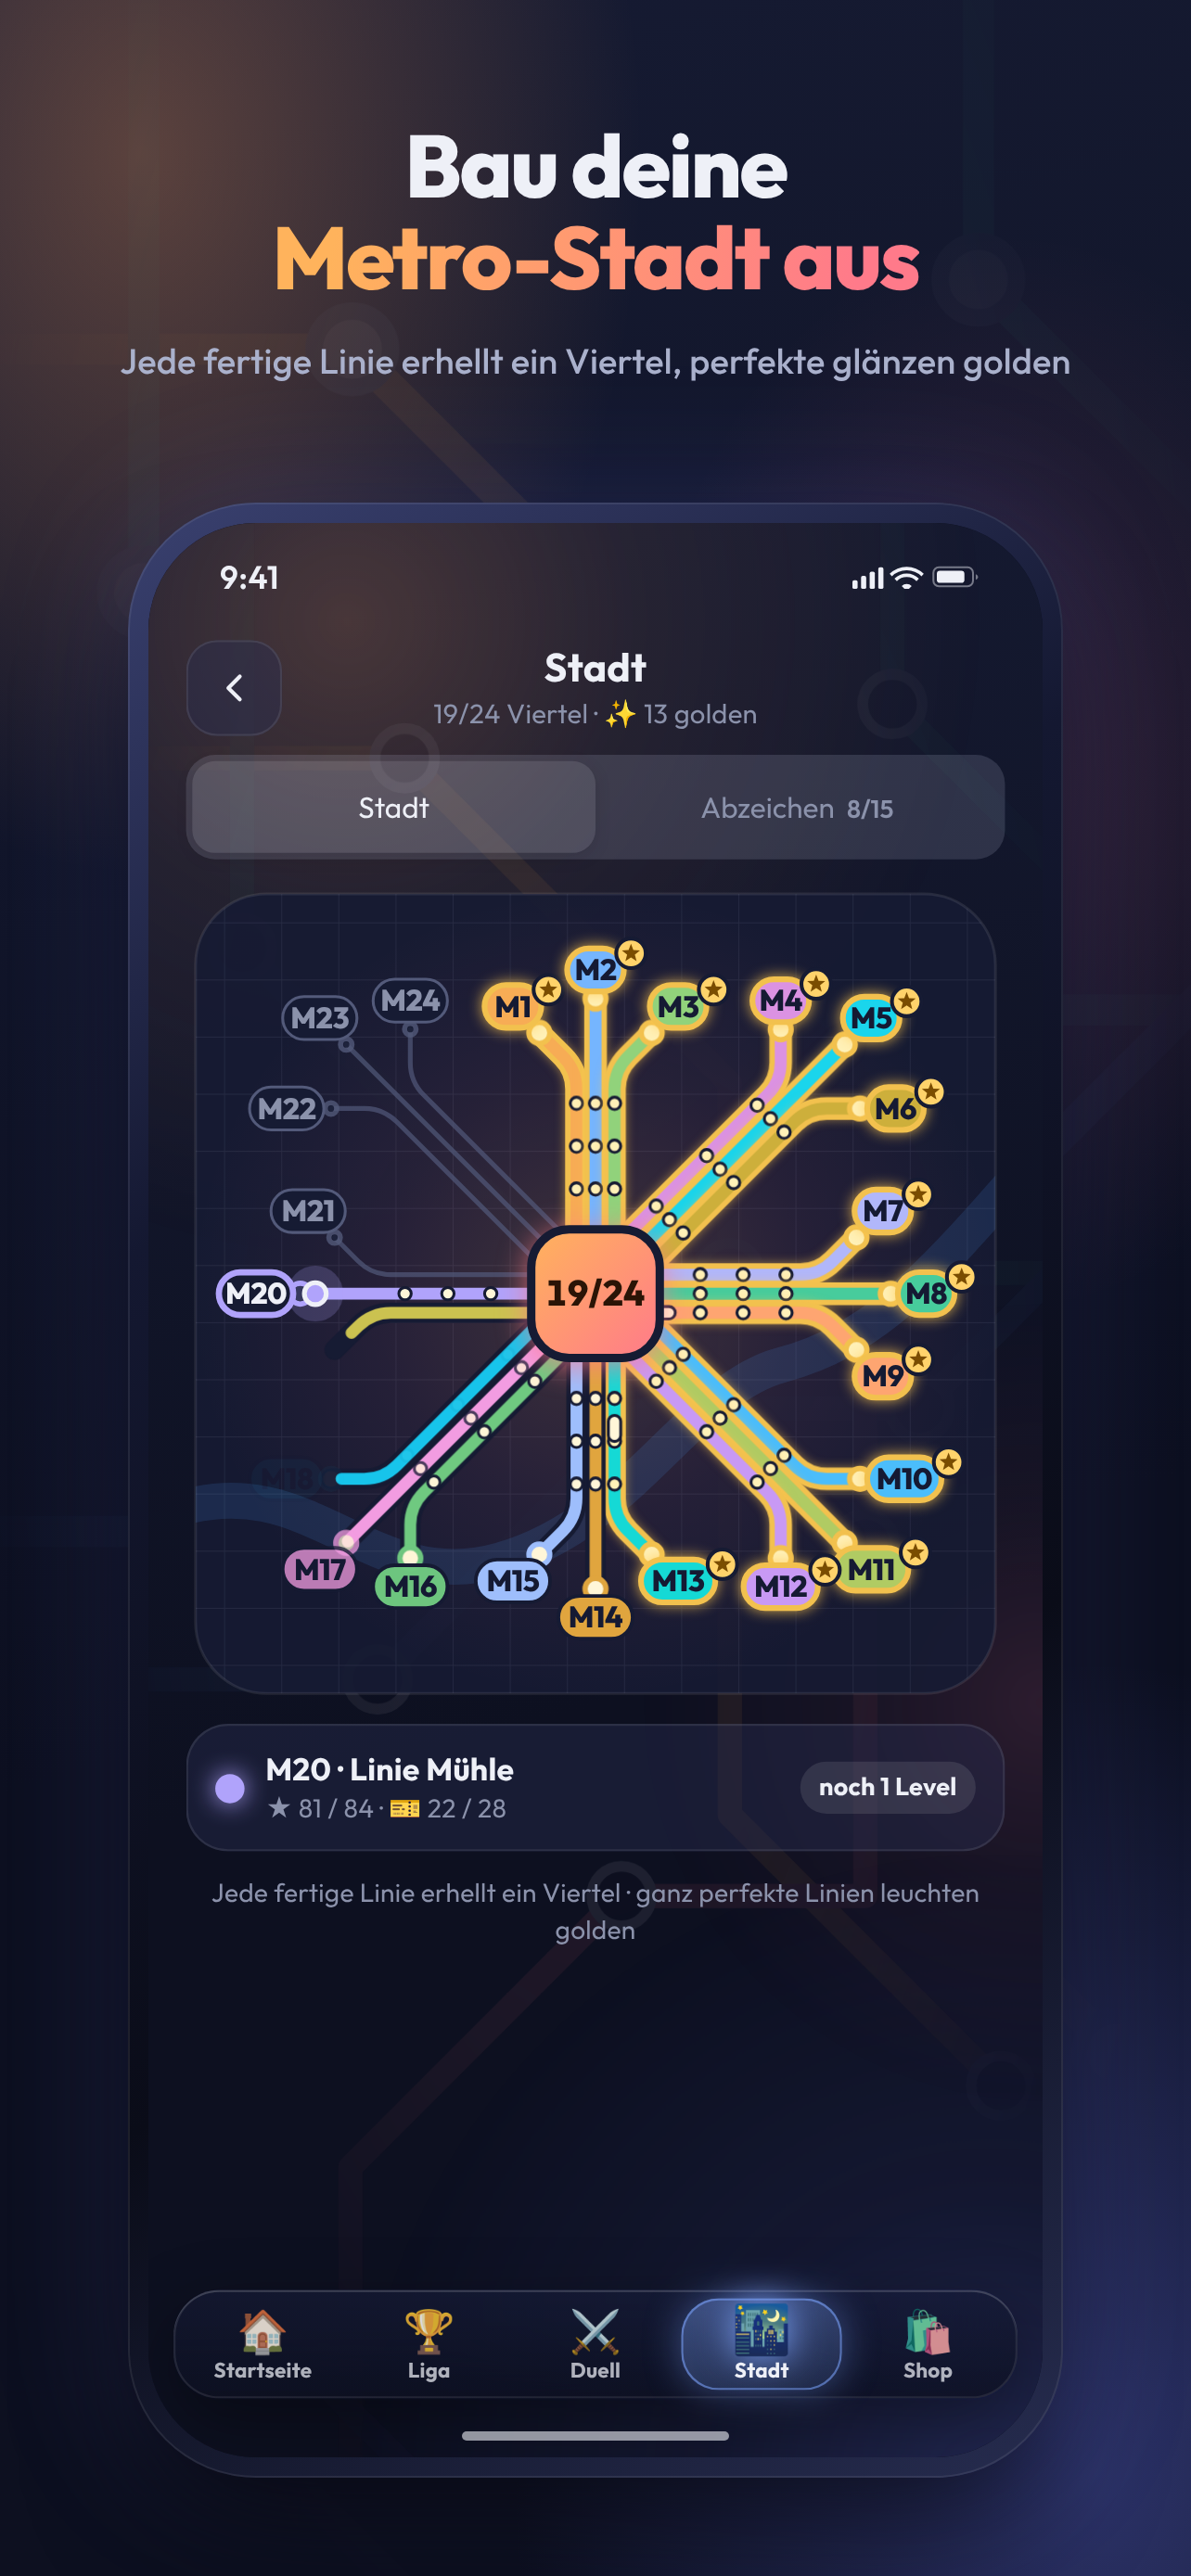 Bau deine
Metro-Stadt aus
Jede fertige Linie erhellt ein Viertel, perfekte glänzen golden
9:41
Stadt
19/24 Viertel · ✨ 13 golden
Stadt
Abzeichen 8/15
M2
M24
M1
M3
M4
M23
M5
M22
M6
M21
M7
M20
19/24
M8
M9
M18
M10
M17
M16
M15
M13
M12
M11
M14
M20 · Linie Mühle
noch 1 Level
★ 81 / 84 · 🎫 22 / 28
Jede fertige Linie erhellt ein Viertel · ganz perfekte Linien leuchten
golden
Startseite
Liga
Duell
Stadt
Shop